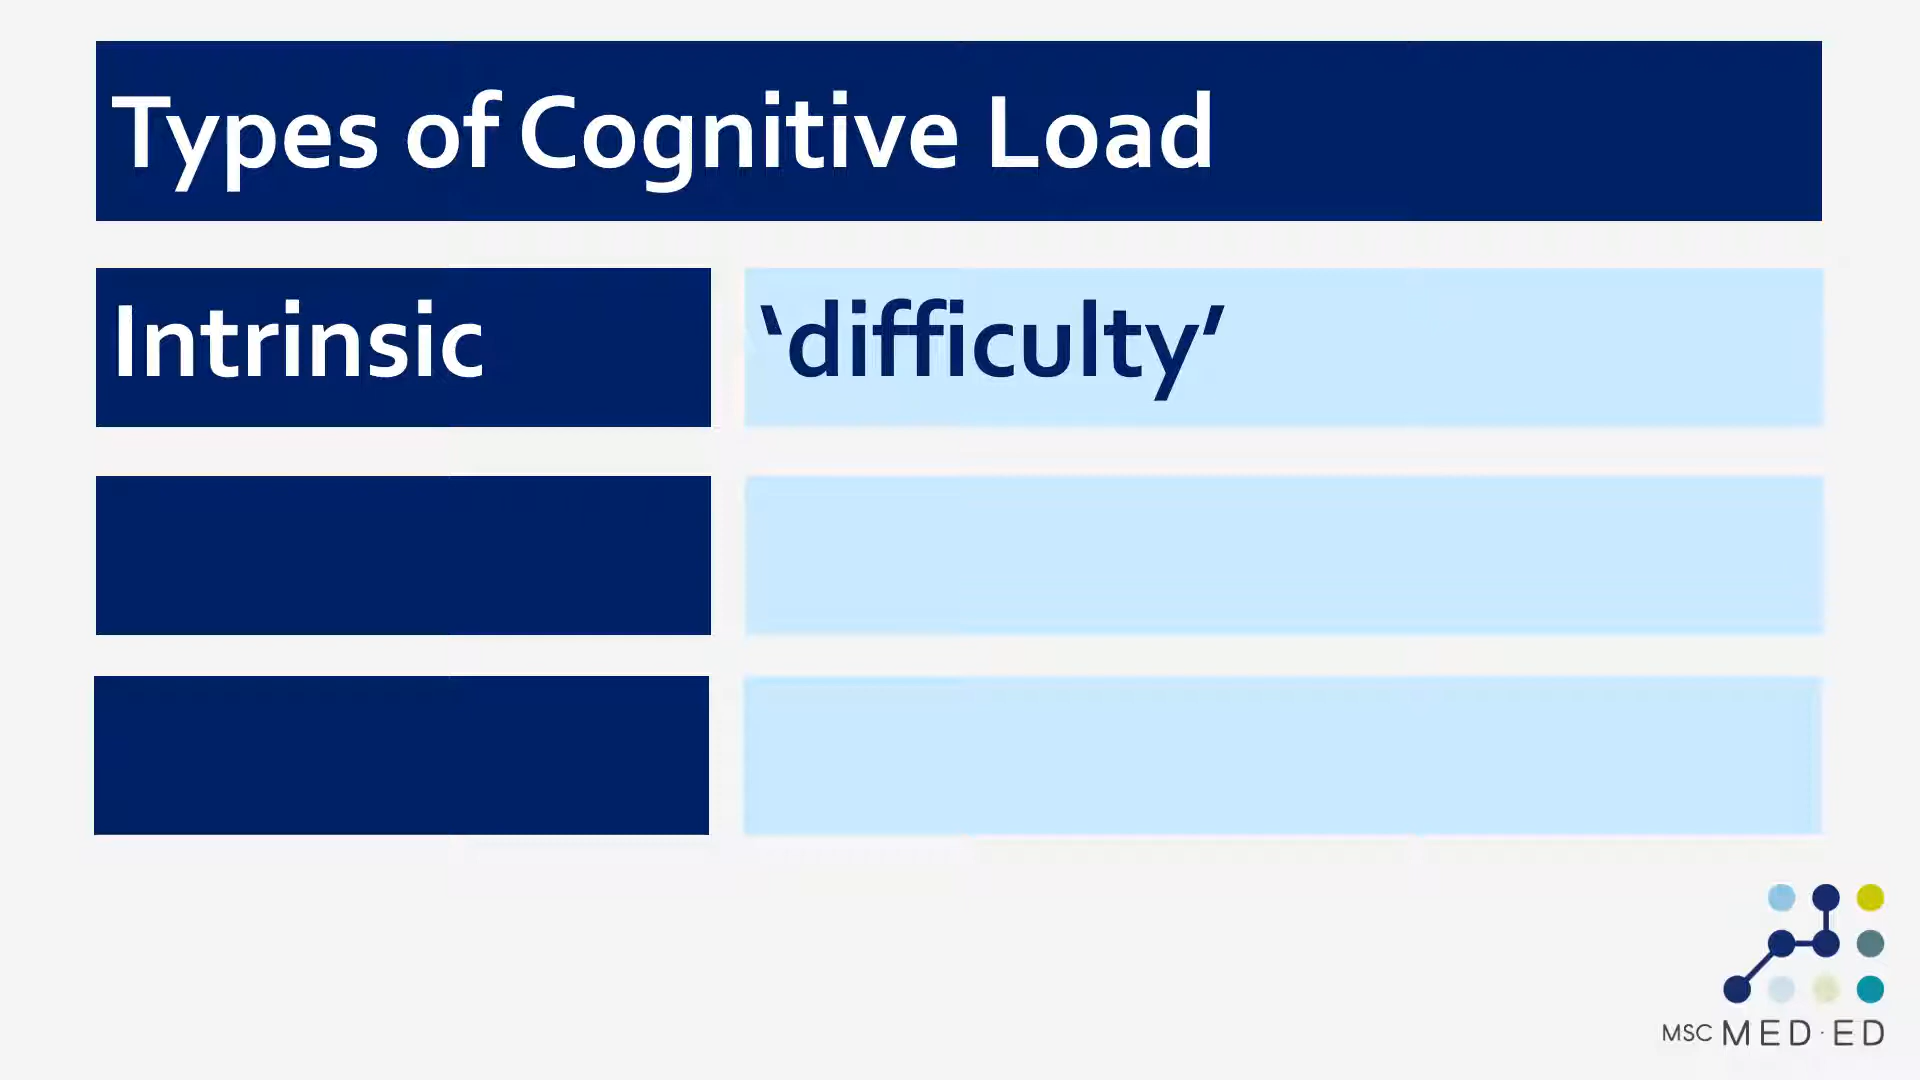 Types of Cognitive Load
Intrinsic
‘difficulty’
MSC MED·ED